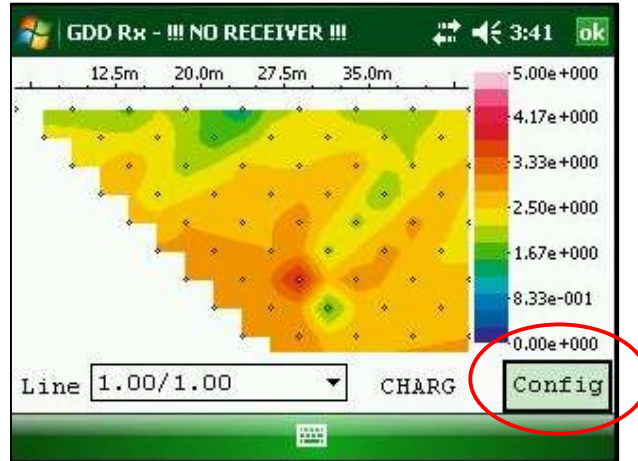 GDD Rx - !!! NO RECEIVER !!! 3:41 ok
12.5m 20.0m 27.5m 35.0m
5.00e+000
4.17e+000
3.33e+000
2.50e+000
1.67e+000
8.33e-001
0.00e+000
Line 1.00/1.00 CHARG Config